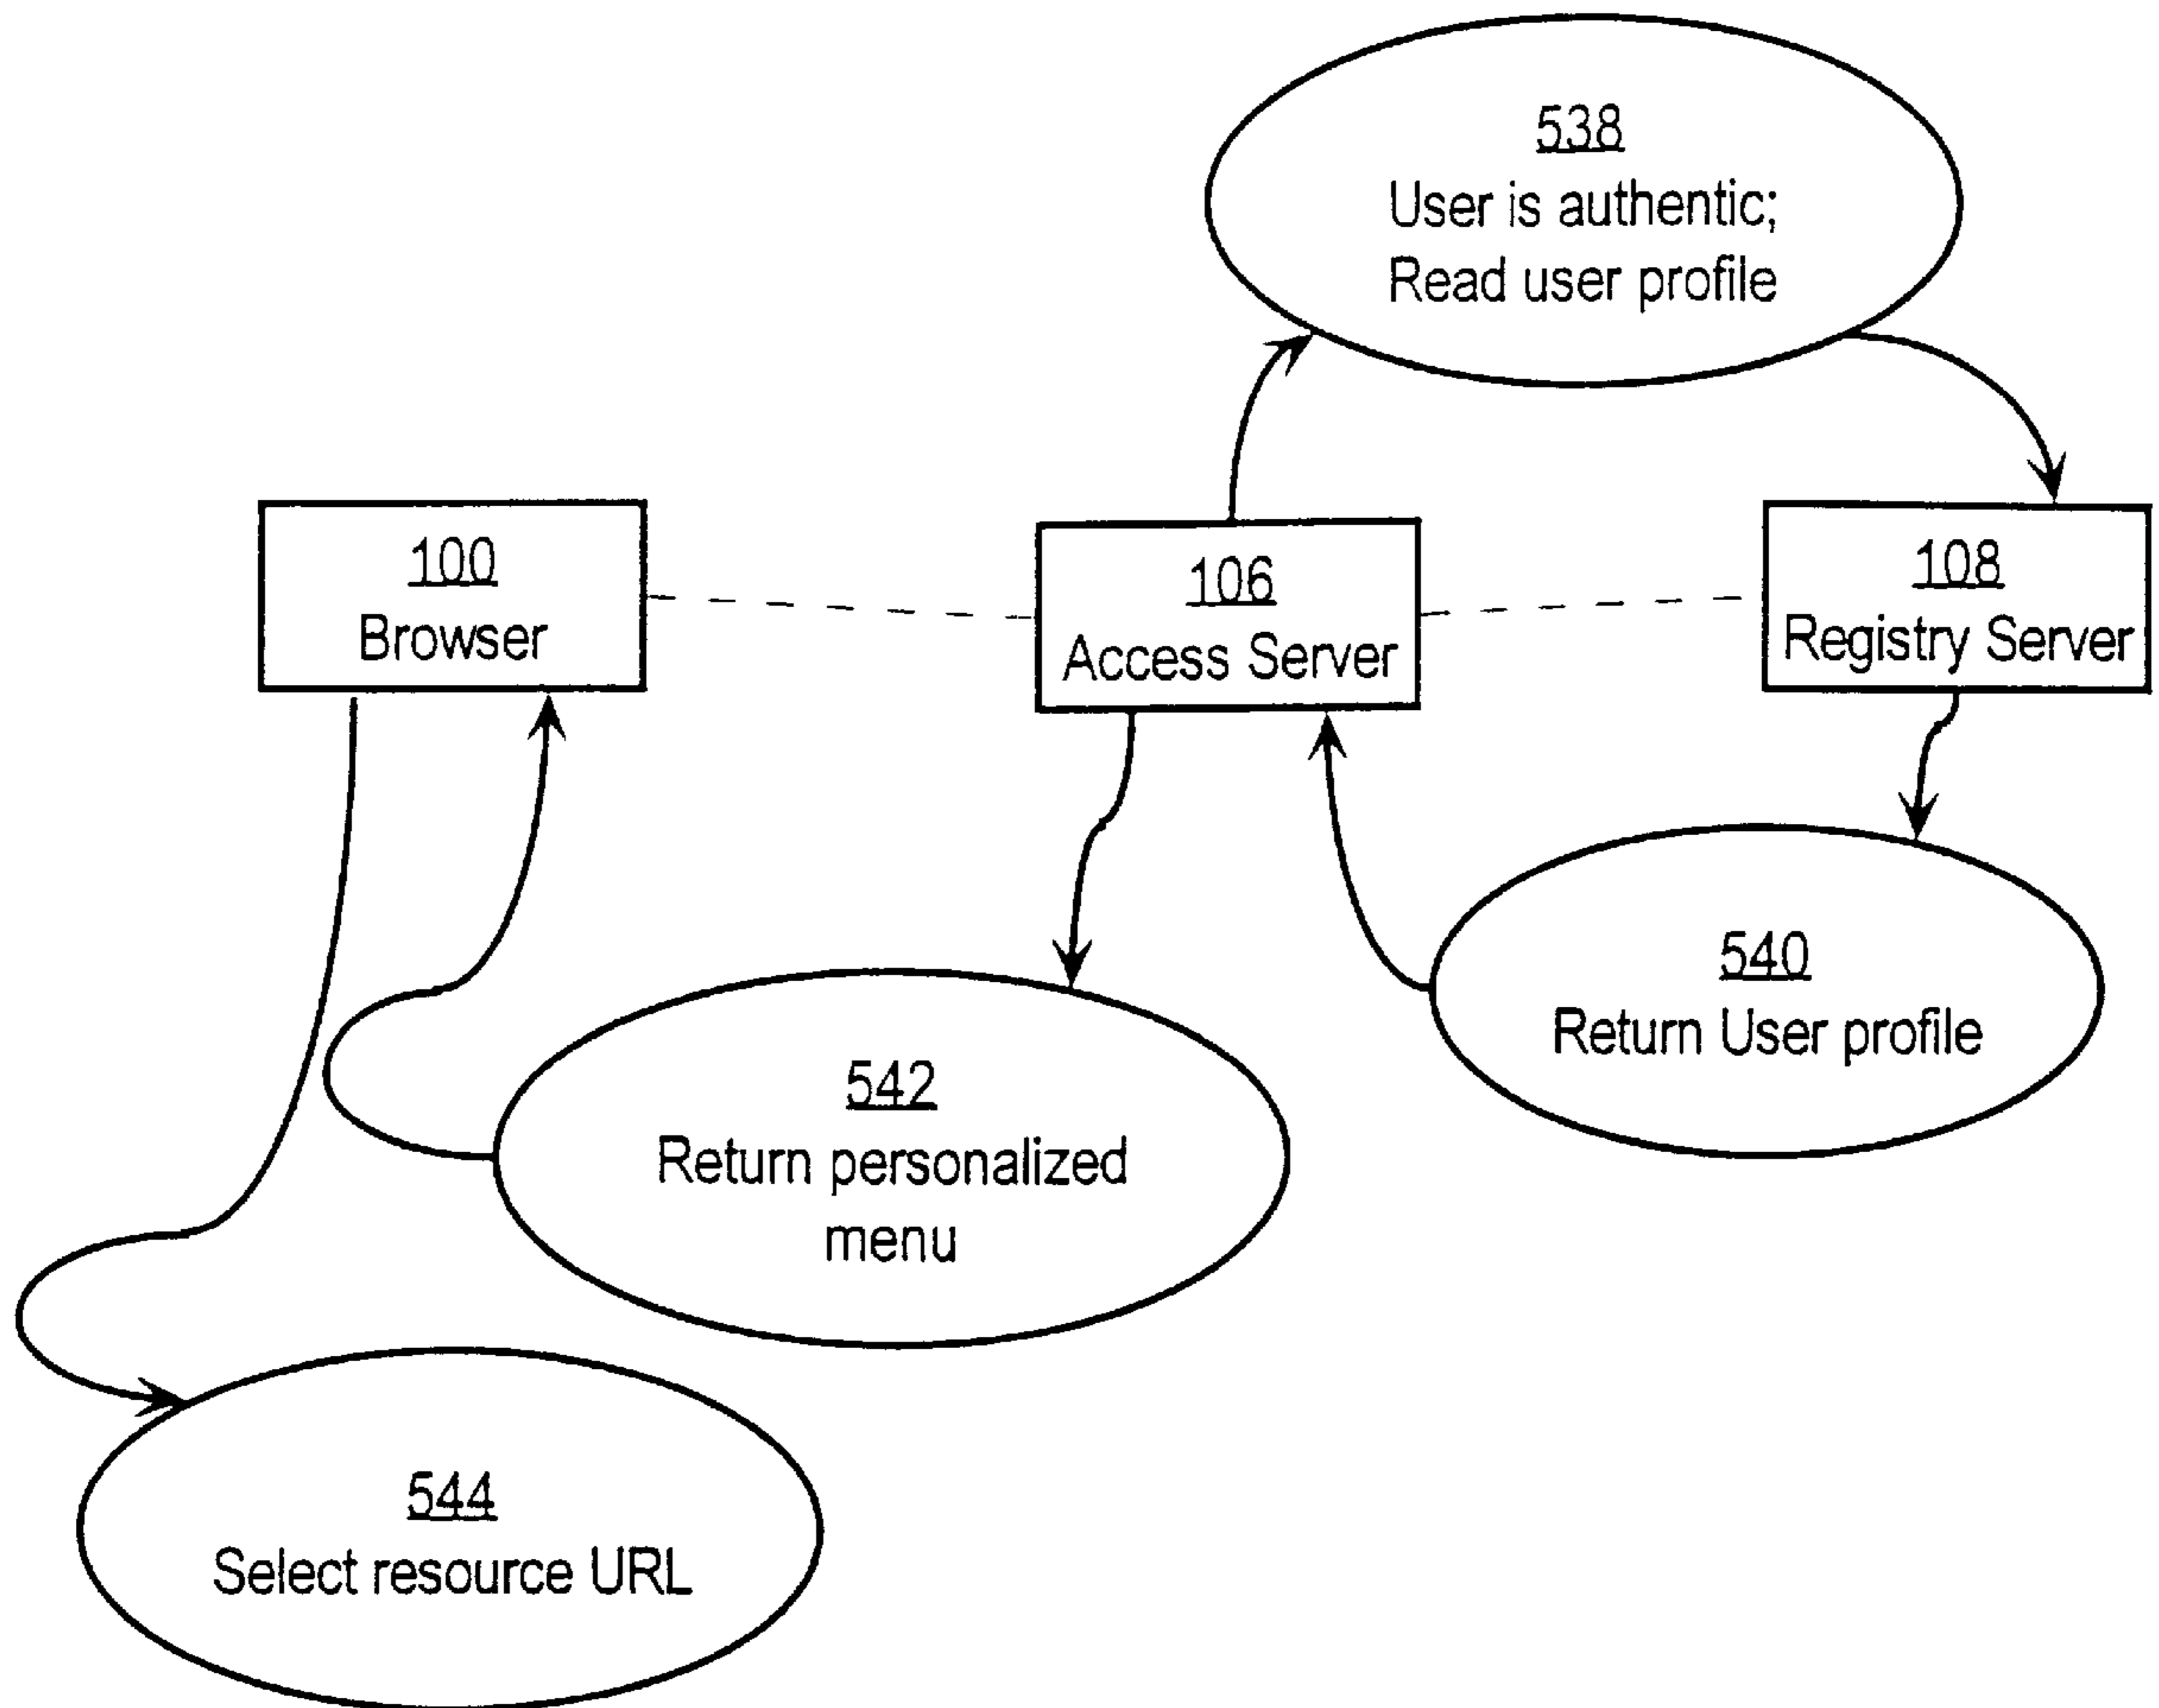 538
User is authentic;
Read user profile
100
Browser
106
Access Server
108
Registry Server
540
Return User profile
542
Return personalized
menu
544
Select resource URL